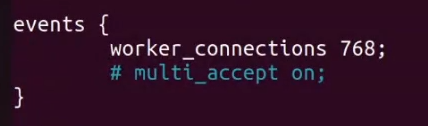 events {
        worker_connections 768;
        # multi_accept on;
}